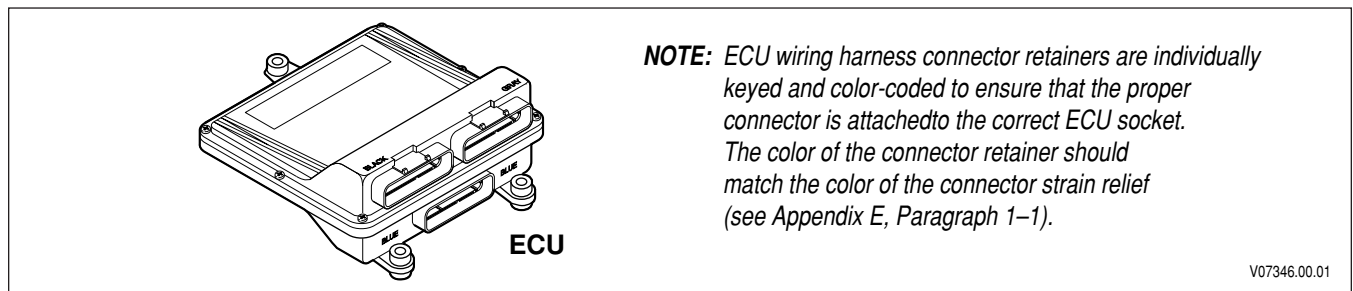 GRAY
BLACK
BLUE
BLUE
ECU
NOTE: ECU wiring harness connector retainers are individually
keyed and color-coded to ensure that the proper
connector is attachedto the correct ECU socket.
The color of the connector retainer should
match the color of the connector strain relief
(see Appendix E, Paragraph 1–1).
V07346.00.01